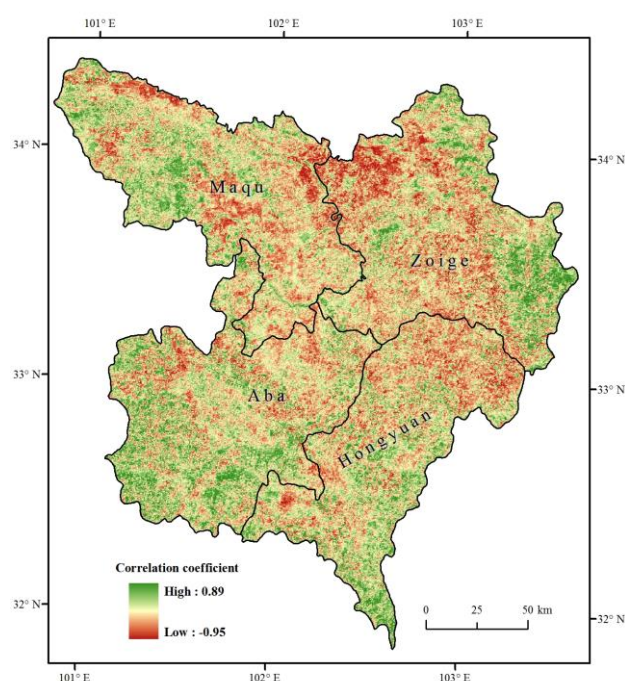 101° E 102° E 103° E
34° N 34° N
Maqu
Zoige
33° N 33° N
Aba
Hongyuan
Correlation coefficient
High : 0.89
Low : -0.95
0 25 50 km
32° N 32° N
101° E 102° E 103° E